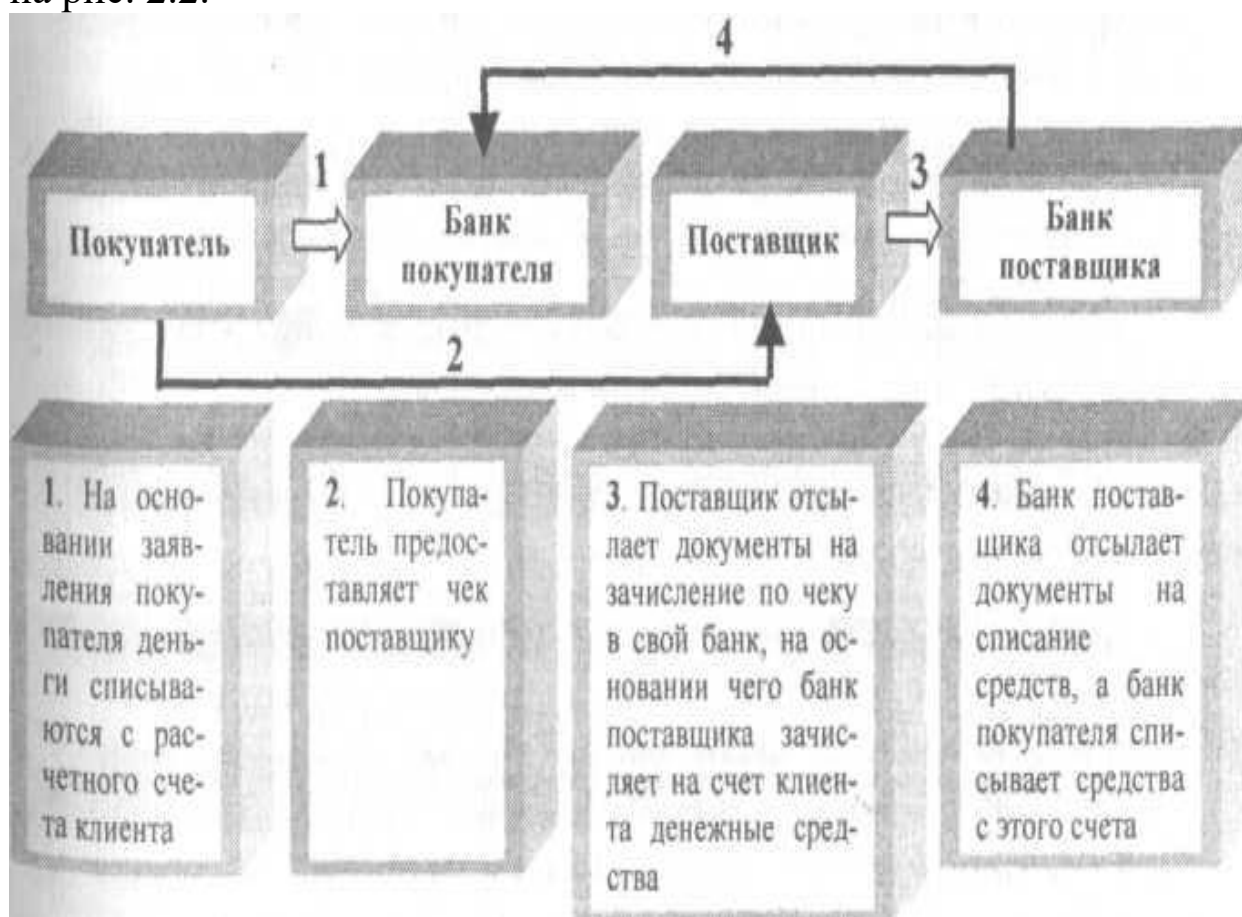 на рис. 2.2.
4
1
3
Покупатель
Банк
покупателя
Поставщик
Банк
поставщика
2
1. На осно-
вании заяв-
ления поку-
пателя день-
ги списыва-
ются с рас-
четного сче-
та клиента
2. Покупа-
тель предос-
тавляет чек
поставщику
3. Поставщик отсы-
лает документы на
зачисление по чеку
в свой банк, на ос-
новании чего банк
поставщика зачис-
ляет на счет клиен-
та денежные сред-
ства
4. Банк постав-
щика отсылает
документы на
списание
средств, а банк
покупателя спи-
сывает средства
с этого счета